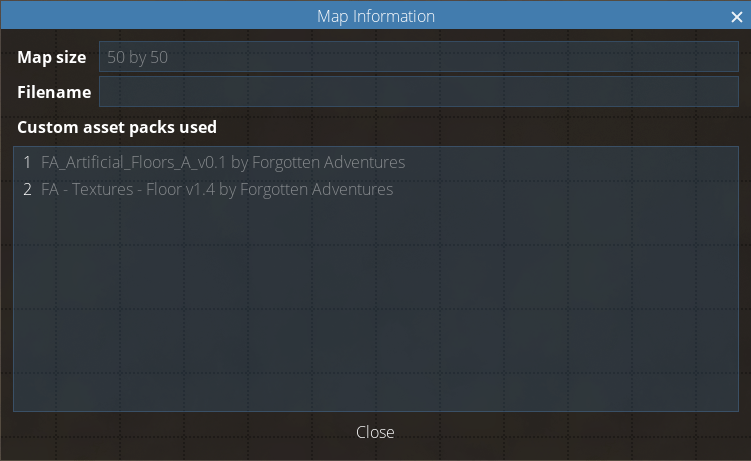 Map Information
Map size 50 by 50
Filename
Custom asset packs used
1 FA_Artificial_Floors_A_v0.1 by Forgotten Adventures
2 FA - Textures - Floor v1.4 by Forgotten Adventures
Close